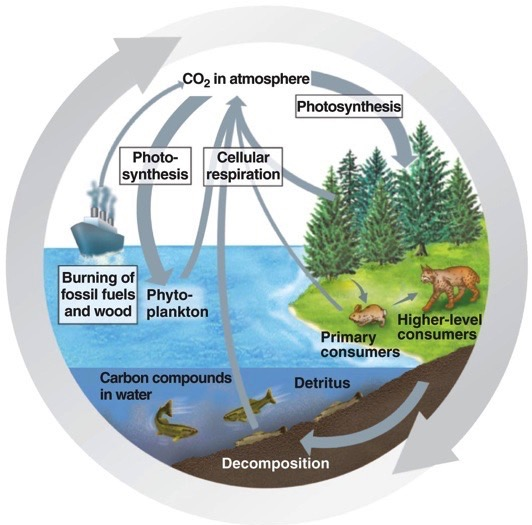 CO2 in atmosphere
Photosynthesis
Photo-
synthesis
Cellular
respiration
Burning of
fossil fuels
and wood
Phyto-
plankton
Primary
consumers
Higher-level
consumers
Carbon compounds
in water
Detritus
Decomposition